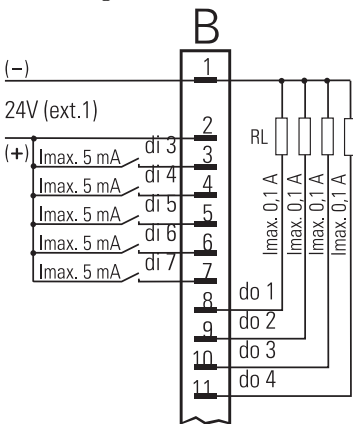 B
(−)
1
24V (ext.1)
2
(+)
RL
Imax. 5 mA di 3
3
Imax. 5 mA di 4
4
Imax. 5 mA di 5
5
Imax. 5 mA di 6
6
Imax. 5 mA di 7
7
Imax. 0,1 A
Imax. 0,1 A
Imax. 0,1 A
Imax. 0,1 A
8 do 1
9 do 2
10 do 3
11 do 4